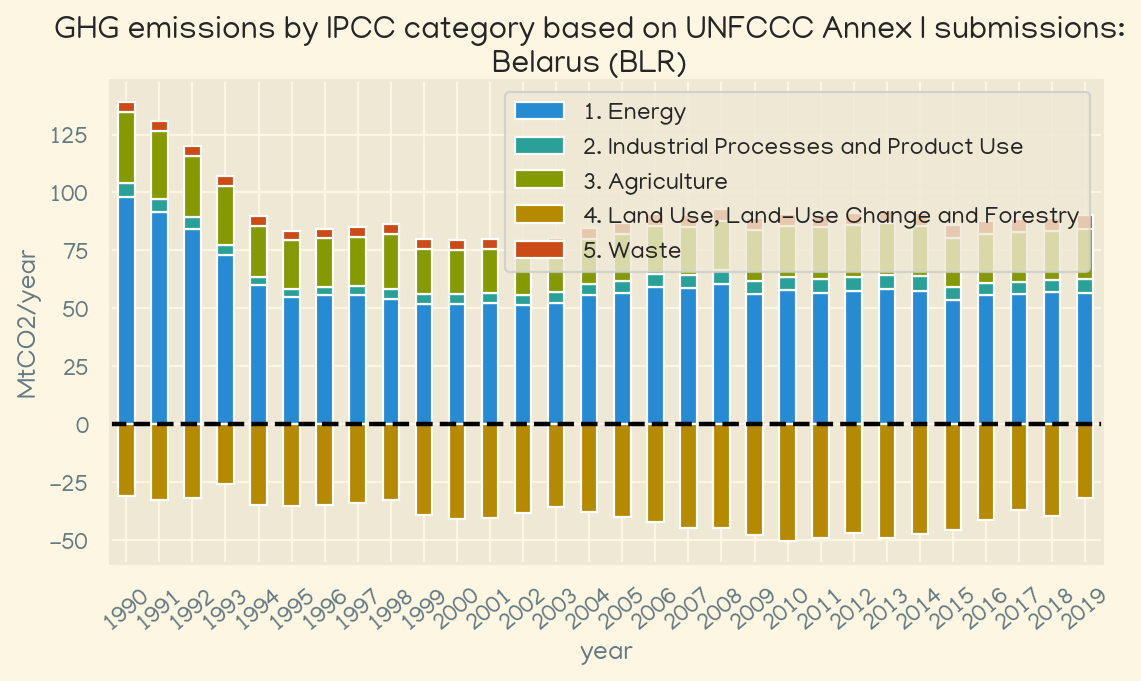 GHG emissions by IPCC category based on UNFCCC Annex I submissions:
Belarus (BLR)
1. Energy
2. Industrial Processes and Product Use
3. Agriculture
4. Land Use, Land-Use Change and Forestry
5. Waste
MtCO2/year
125
100
75
50
25
0
−25
−50
1990 1991 1992 1993 1994 1995 1996 1997 1998 1999 2000 2001 2002 2003 2004 2005 2006 2007 2008 2009 2010 2011 2012 2013 2014 2015 2016 2017 2018 2019
year